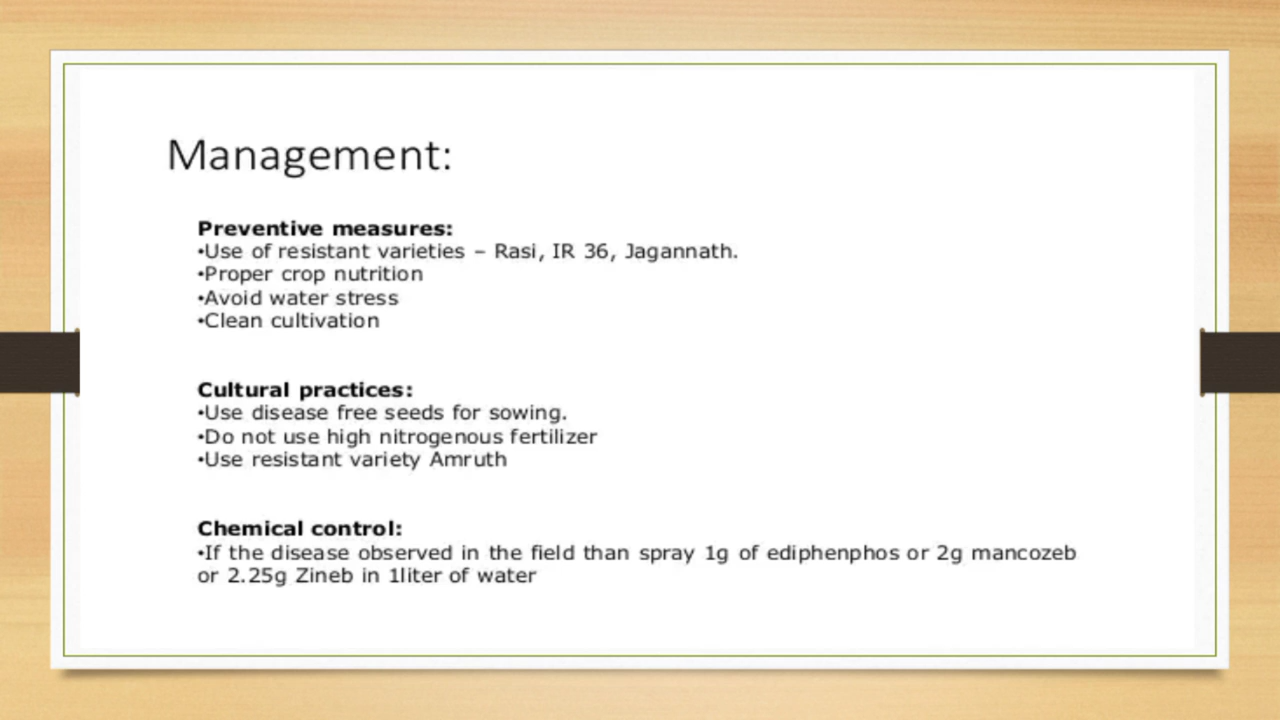 Management:
Preventive measures:
•Use of resistant varieties – Rasi, IR 36, Jagannath.
•Proper crop nutrition
•Avoid water stress
•Clean cultivation
Cultural practices:
•Use disease free seeds for sowing.
•Do not use high nitrogenous fertilizer
•Use resistant variety Amruth
Chemical control:
•If the disease observed in the field than spray 1g of ediphenphos or 2g mancozeb
or 2.25g Zineb in 1liter of water